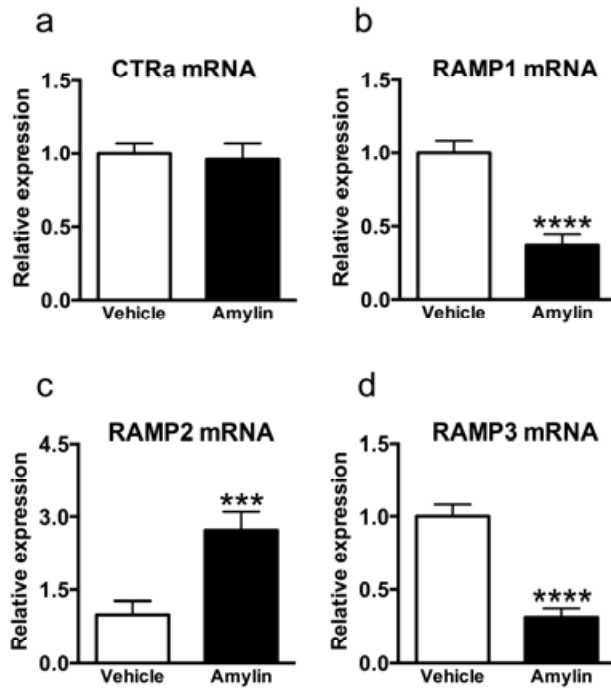 a
CTRa mRNA
Relative expression
1.5
1.0
0.5
0.0
Vehicle
Amylin
b
RAMP1 mRNA
Relative expression
1.5
1.0
0.5
0.0
****
Vehicle
Amylin
c
RAMP2 mRNA
Relative expression
4.5
3.0
1.5
0.0
***
Vehicle
Amylin
d
RAMP3 mRNA
Relative expression
1.5
1.0
0.5
0.0
****
Vehicle
Amylin